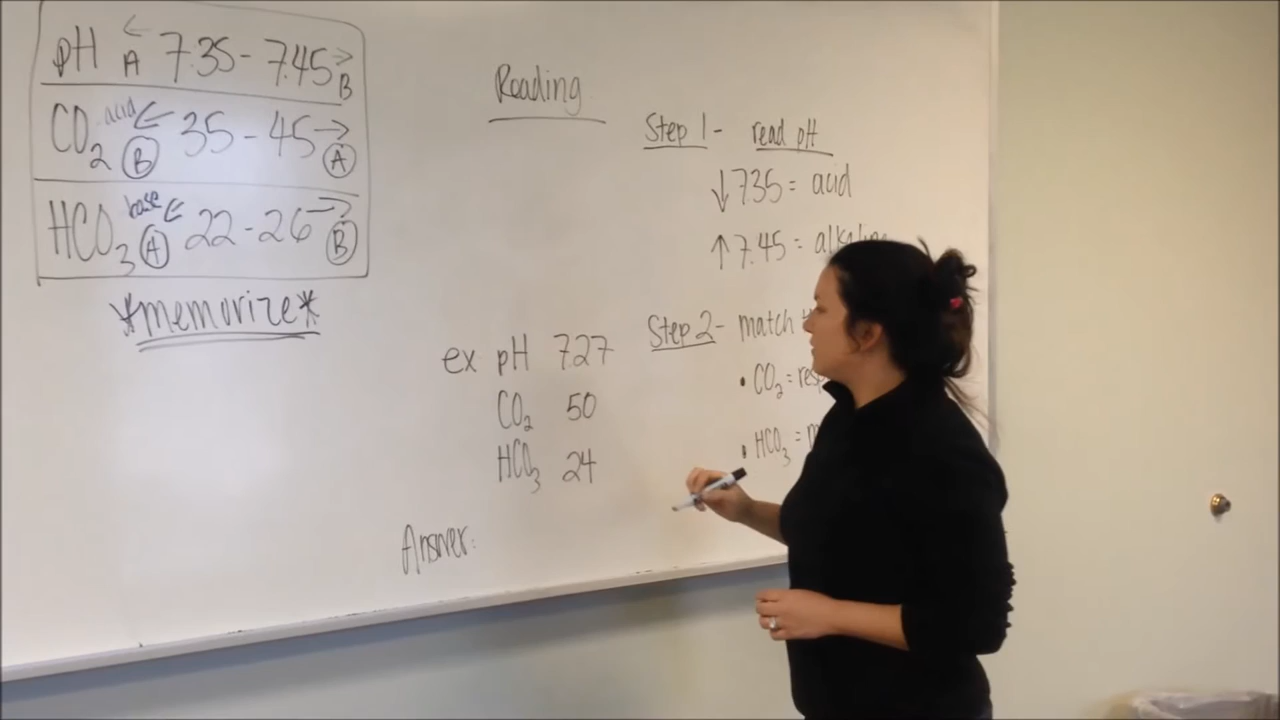 pH A ← 7.35 - 7.45 → B
CO₂ acid ← B 35 - 45 → A
HCO₃ base ← A 22 - 26 → B
*memorize*
Reading
Step 1 - read pH
↓ 7.35 = acid
↑ 7.45 =
Step 2 - match
• CO₂ =
• HCO₃ =
ex pH 7.27
CO₂ 50
HCO₃ 24
Answer: